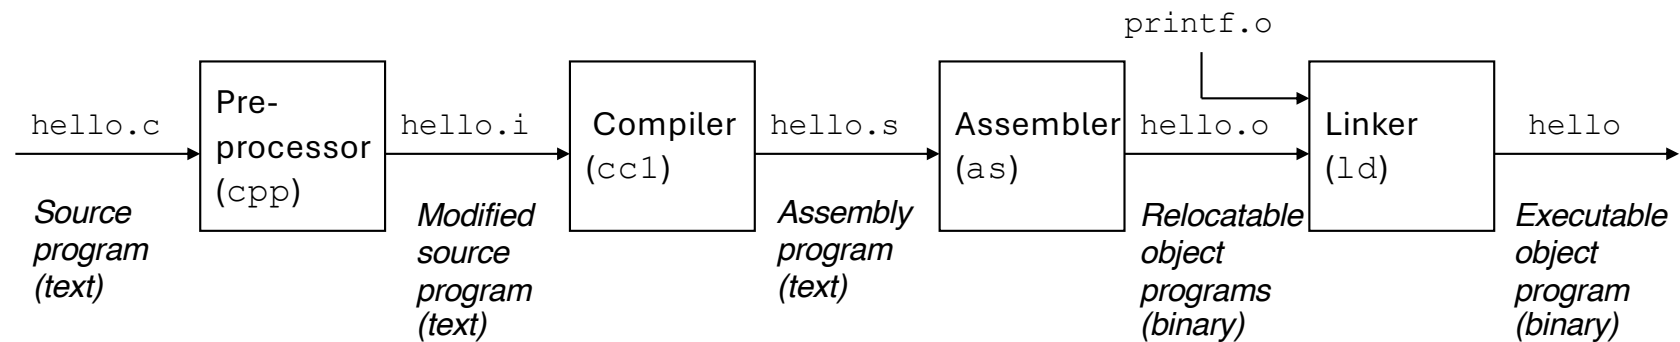 printf.o
hello.c
Pre-
processor
(cpp)
hello.i
Compiler
(cc1)
hello.s
Assembler
(as)
hello.o
Linker
(ld)
hello
Source
program
(text)
Modified
source
program
(text)
Assembly
program
(text)
Relocatable
object
programs
(binary)
Executable
object
program
(binary)